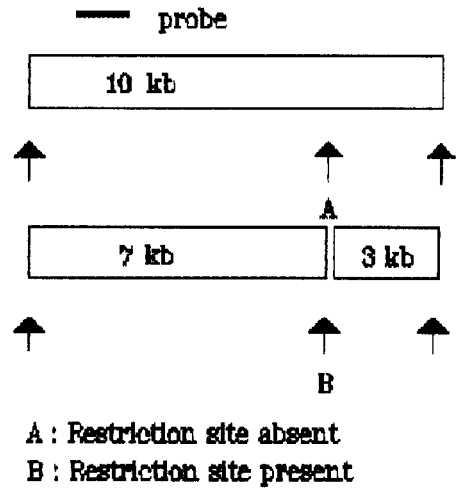 probe
10 kb
A
7 kb 3 kb
B
A : Restriction site absent
B : Restriction site present